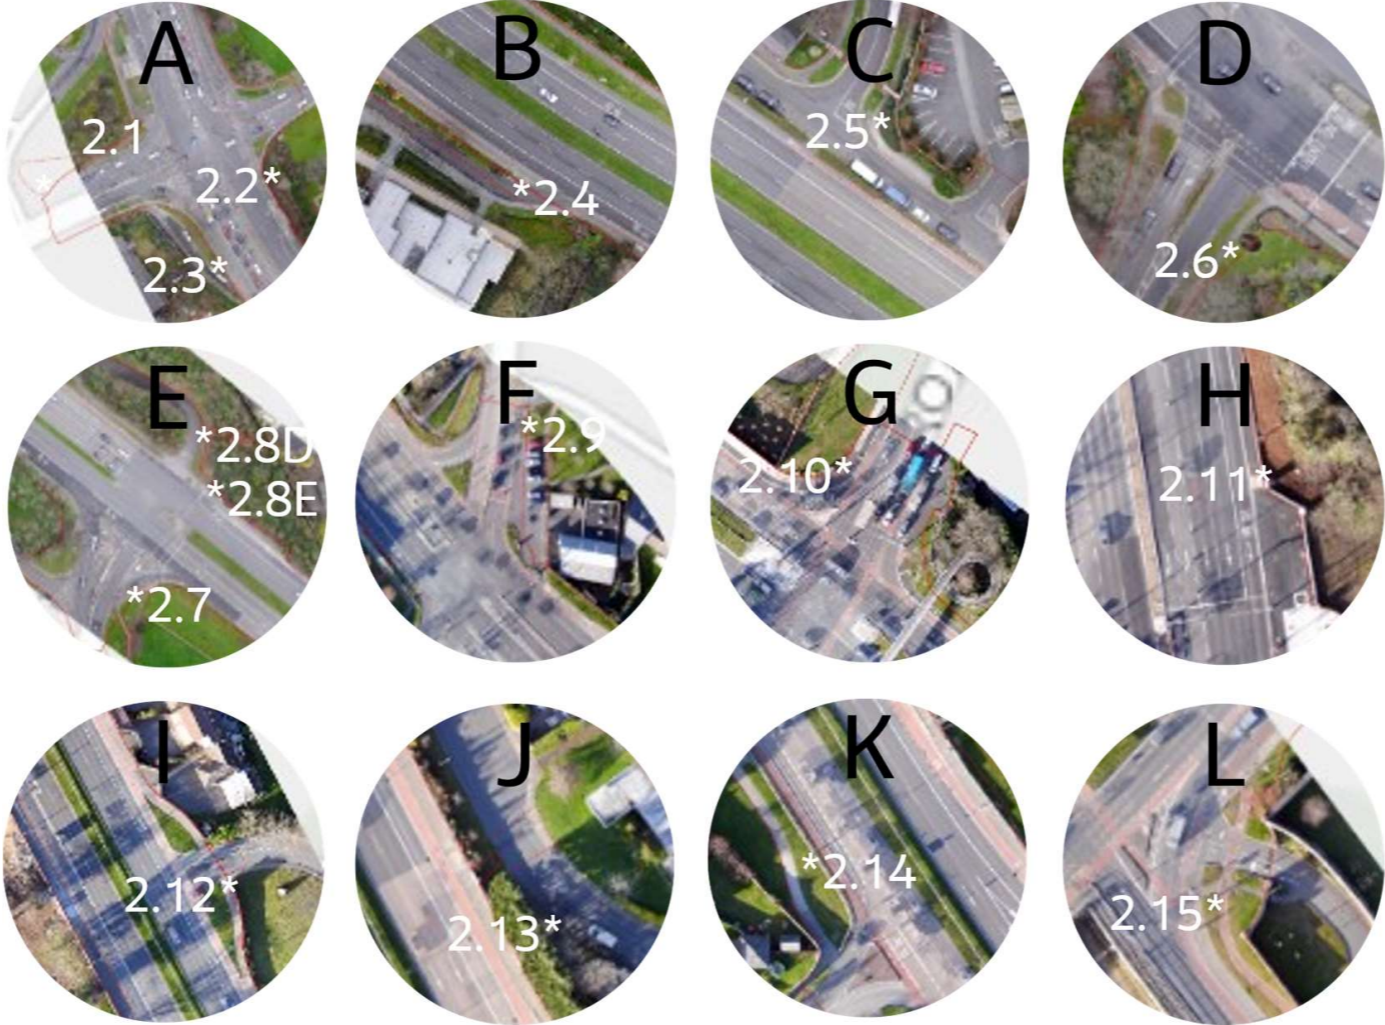 A
B
C
D
2.1
2.2*
2.3*
*
*2.4
2.5*
2.6*
E
F
G
H
*2.8D
*2.8E
*2.7
*2.9
2.10*
2.11*
I
J
K
L
2.12*
2.13*
*2.14
2.15*